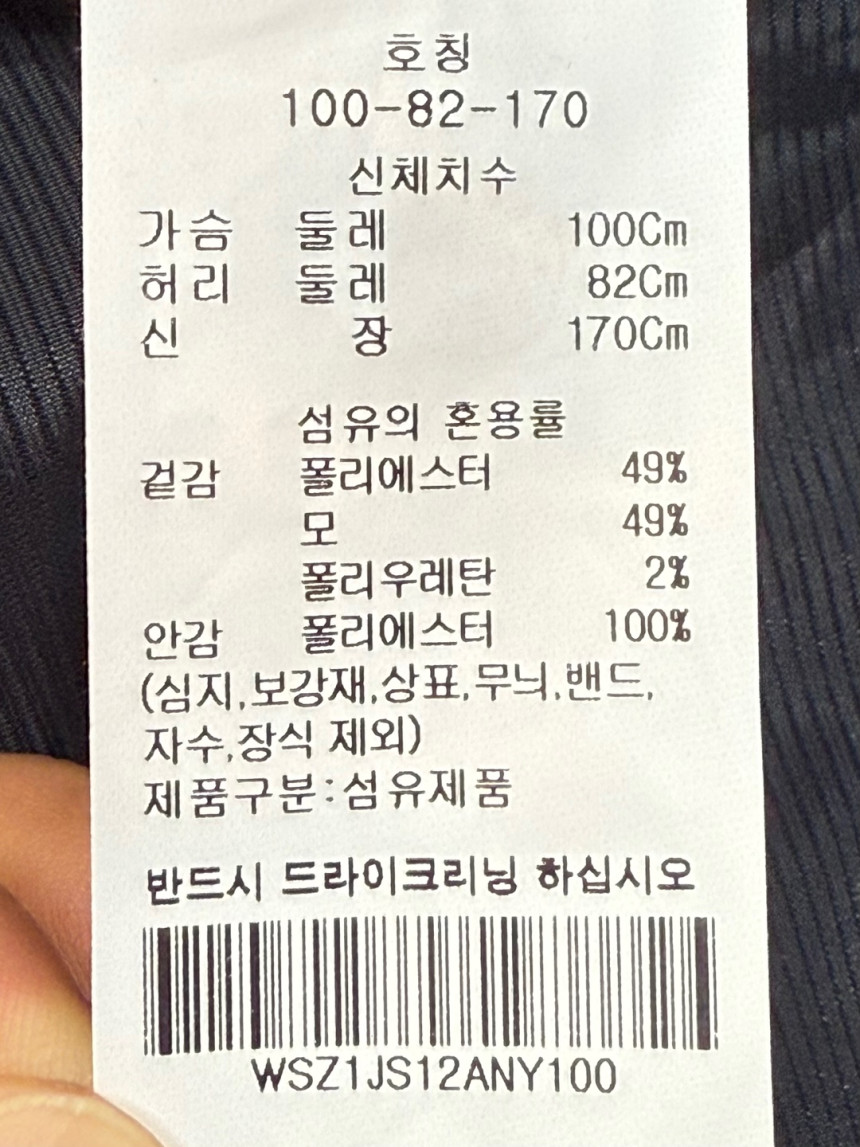 호칭
100-82-170
신체치수
가슴 둘레 100Cm
허리 둘레 82Cm
신 장 170Cm
섬유의 혼용률
겉감 폴리에스터 49%
모 49%
폴리우레탄 2%
안감 폴리에스터 100%
(심지,보강재,상표,무늬,밴드,
자수,장식 제외)
제품구분:섬유제품
반드시 드라이크리닝 하십시오
WSZ1JS12ANY100